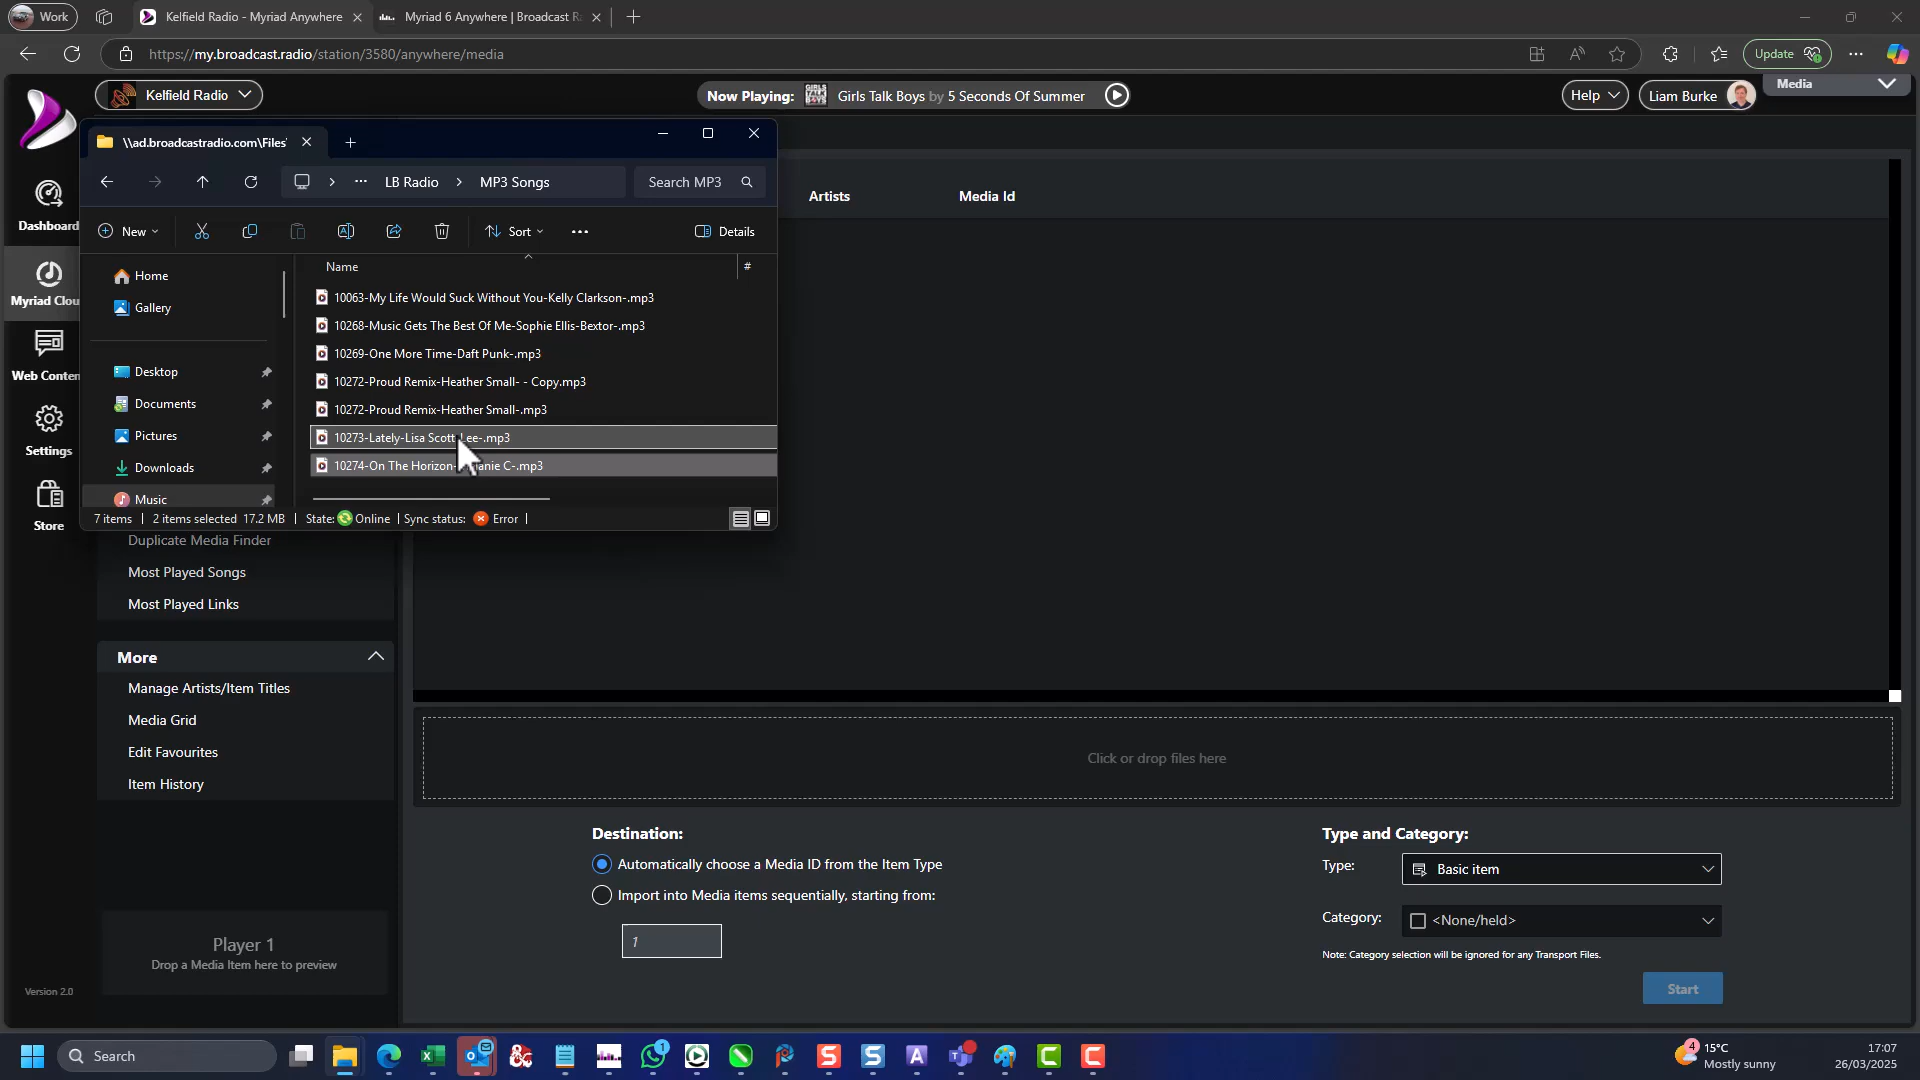 Work
Kelfield Radio - Myriad Anywhere
Myriad 6 Anywhere | Broadcast R
https://my.broadcast.radio/station/3580/anywhere/media
Update
Kelfield Radio
Now Playing:
GIRLS TALK BOYS
Girls Talk Boys by 5 Seconds Of Summer
Help
Liam Burke
Media
\\ad.broadcastradio.com\Files\
LB Radio
MP3 Songs
Search MP3
Artists
Media Id
Dashboard
New
Sort
Details
Name
#
Home
Gallery
Desktop
Documents
Pictures
Downloads
Music
10063-My Life Would Suck Without You-Kelly Clarkson-.mp3
10268-Music Gets The Best Of Me-Sophie Ellis-Bextor-.mp3
10269-One More Time-Daft Punk-.mp3
10272-Proud Remix-Heather Small- - Copy.mp3
10272-Proud Remix-Heather Small-.mp3
10273-Lately-Lisa Scott Lee-.mp3
10274-On The Horizon- anie C-.mp3
7 items
2 items selected 17.2 MB
State: Online
Sync status: Error
Myriad Clou
Web Conten
Settings
Store
Duplicate Media Finder
Most Played Songs
Most Played Links
More
Manage Artists/Item Titles
Media Grid
Edit Favourites
Item History
Click or drop files here
Destination:
Automatically choose a Media ID from the Item Type
Import into Media items sequentially, starting from:
1
Type and Category:
Type:
Basic item
Category:
<None/held>
Note: Category selection will be ignored for any Transport Files.
Start
Player 1
Drop a Media Item here to preview
Version 2.0
Search
1
4
15°C
Mostly sunny
17:07
26/03/2025